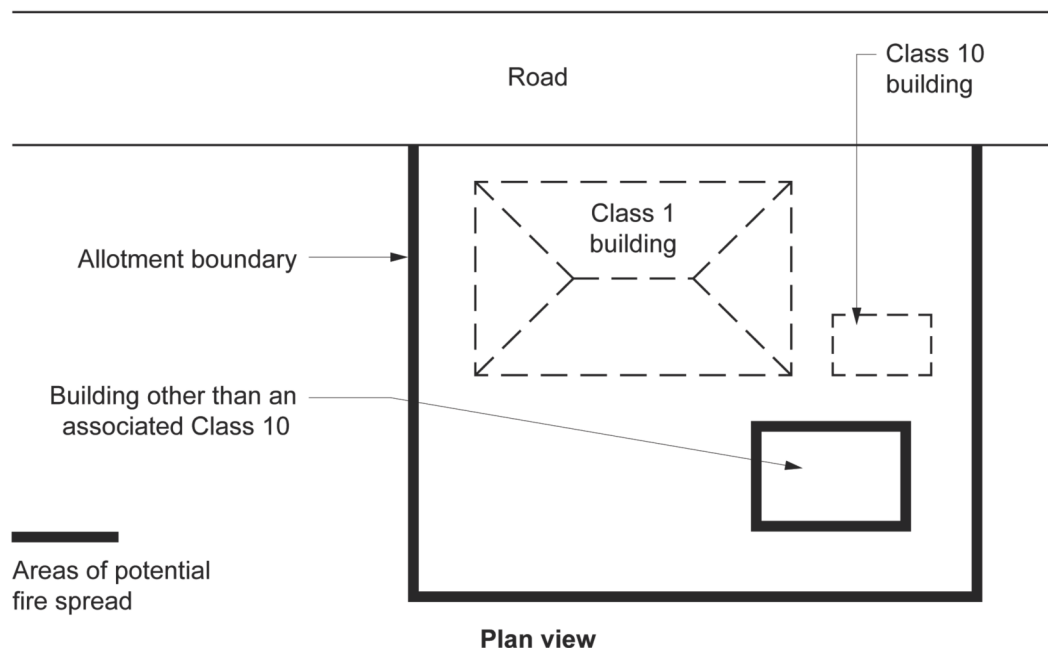 Road
Class 10
building
Class 1
building
Allotment boundary
Building other than an
associated Class 10
Areas of potential
fire spread
Plan view